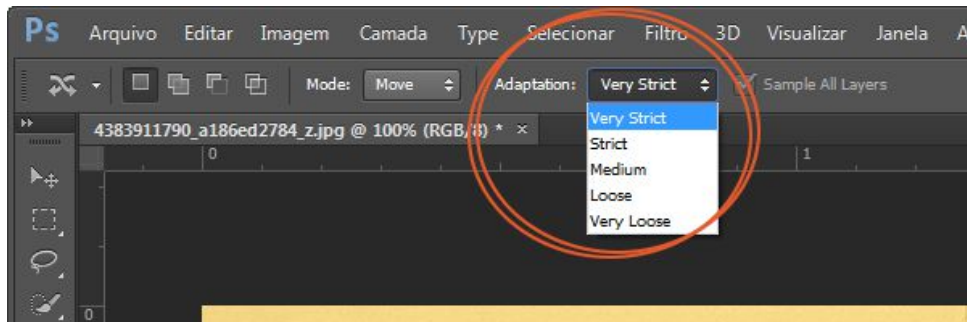 Ps Arquivo Editar Imagem Camada Type Selecionar Filtro 3D Visualizar Janela A
Mode: Move Adaptation: Very Strict Sample All Layers
4383911790_a186ed2784_z.jpg @ 100% (RGB/8) * ×
Very Strict
Strict
Medium
Loose
Very Loose
0 1
0